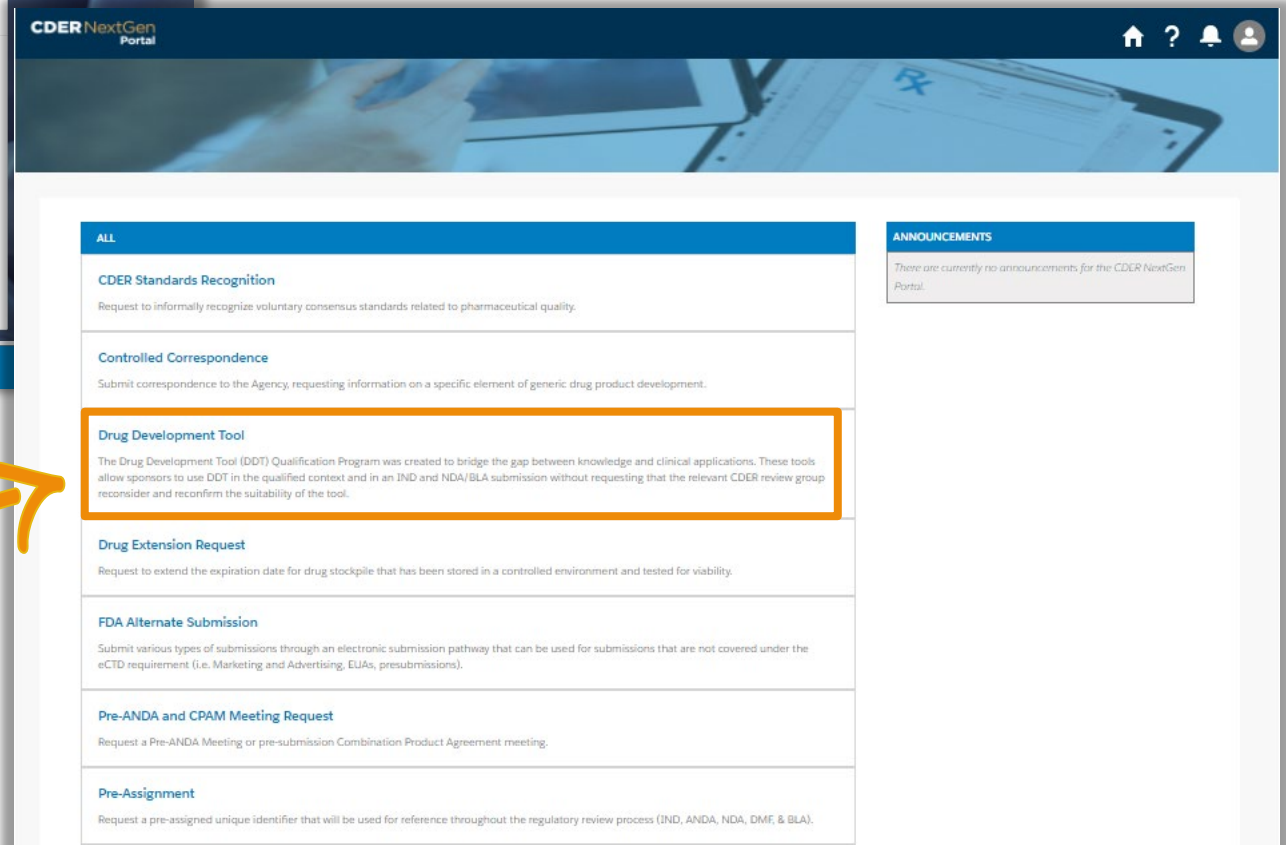 CDER NextGen
Portal
?
Rx
ALL
CDER Standards Recognition
Request to informally recognize voluntary consensus standards related to pharmaceutical quality.
Controlled Correspondence
Submit correspondence to the Agency, requesting information on a specific element of generic drug product development.
Drug Development Tool
The Drug Development Tool (DDT) Qualification Program was created to bridge the gap between knowledge and clinical applications. These tools
allow sponsors to use DDT in the qualified context and in an IND and NDA/BLA submission without requesting that the relevant CDER review group
reconsider and reconfirm the suitability of the tool.
Drug Extension Request
Request to extend the expiration date for drug stockpile that has been stored in a controlled environment and tested for viability.
FDA Alternate Submission
Submit various types of submissions through an electronic submission pathway that can be used for submissions that are not covered under the
eCTD requirement (i.e. Marketing and Advertising, EUAs, presubmissions).
Pre-ANDA and CPAM Meeting Request
Request a Pre-ANDA Meeting or pre-submission Combination Product Agreement meeting.
Pre-Assignment
Request a pre-assigned unique identifier that will be used for reference throughout the regulatory review process (IND, ANDA, NDA, DMF, & BLA).
ANNOUNCEMENTS
There are currently no announcements for the CDER NextGen
Portal.